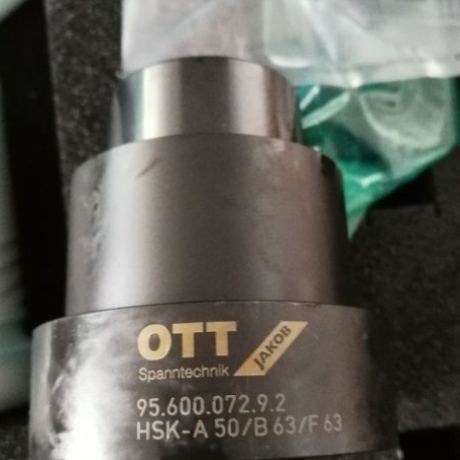 OTT JAKOB
Spanntechnik
95.600.072.9.2
HSK-A 50/B 63/F 63